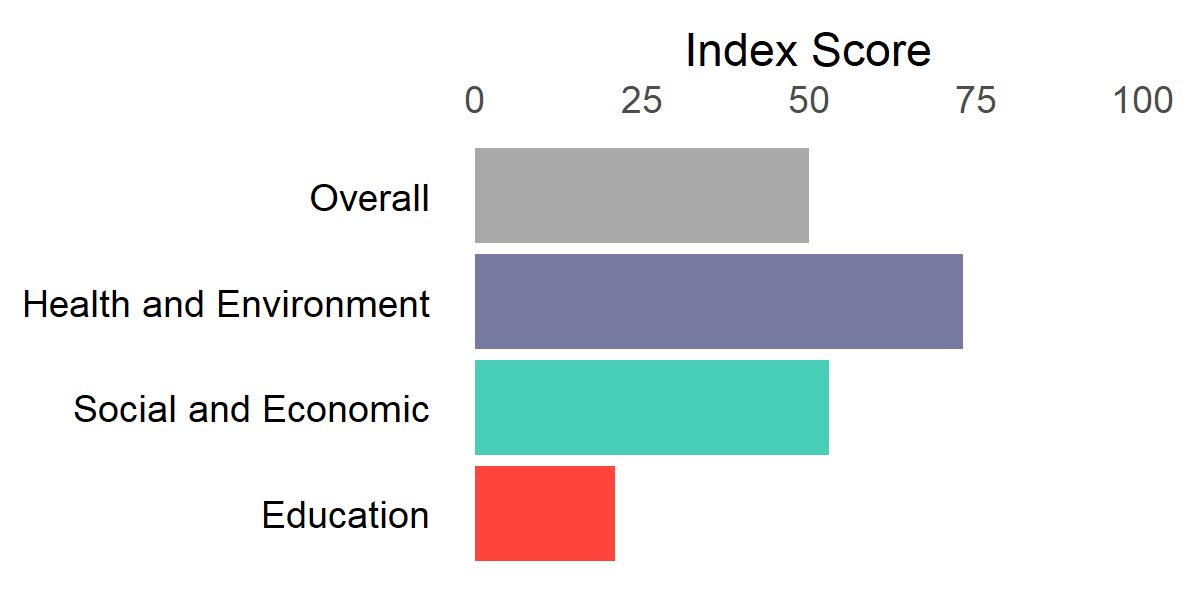 Index Score
0 25 50 75 100
Overall
Health and Environment
Social and Economic
Education